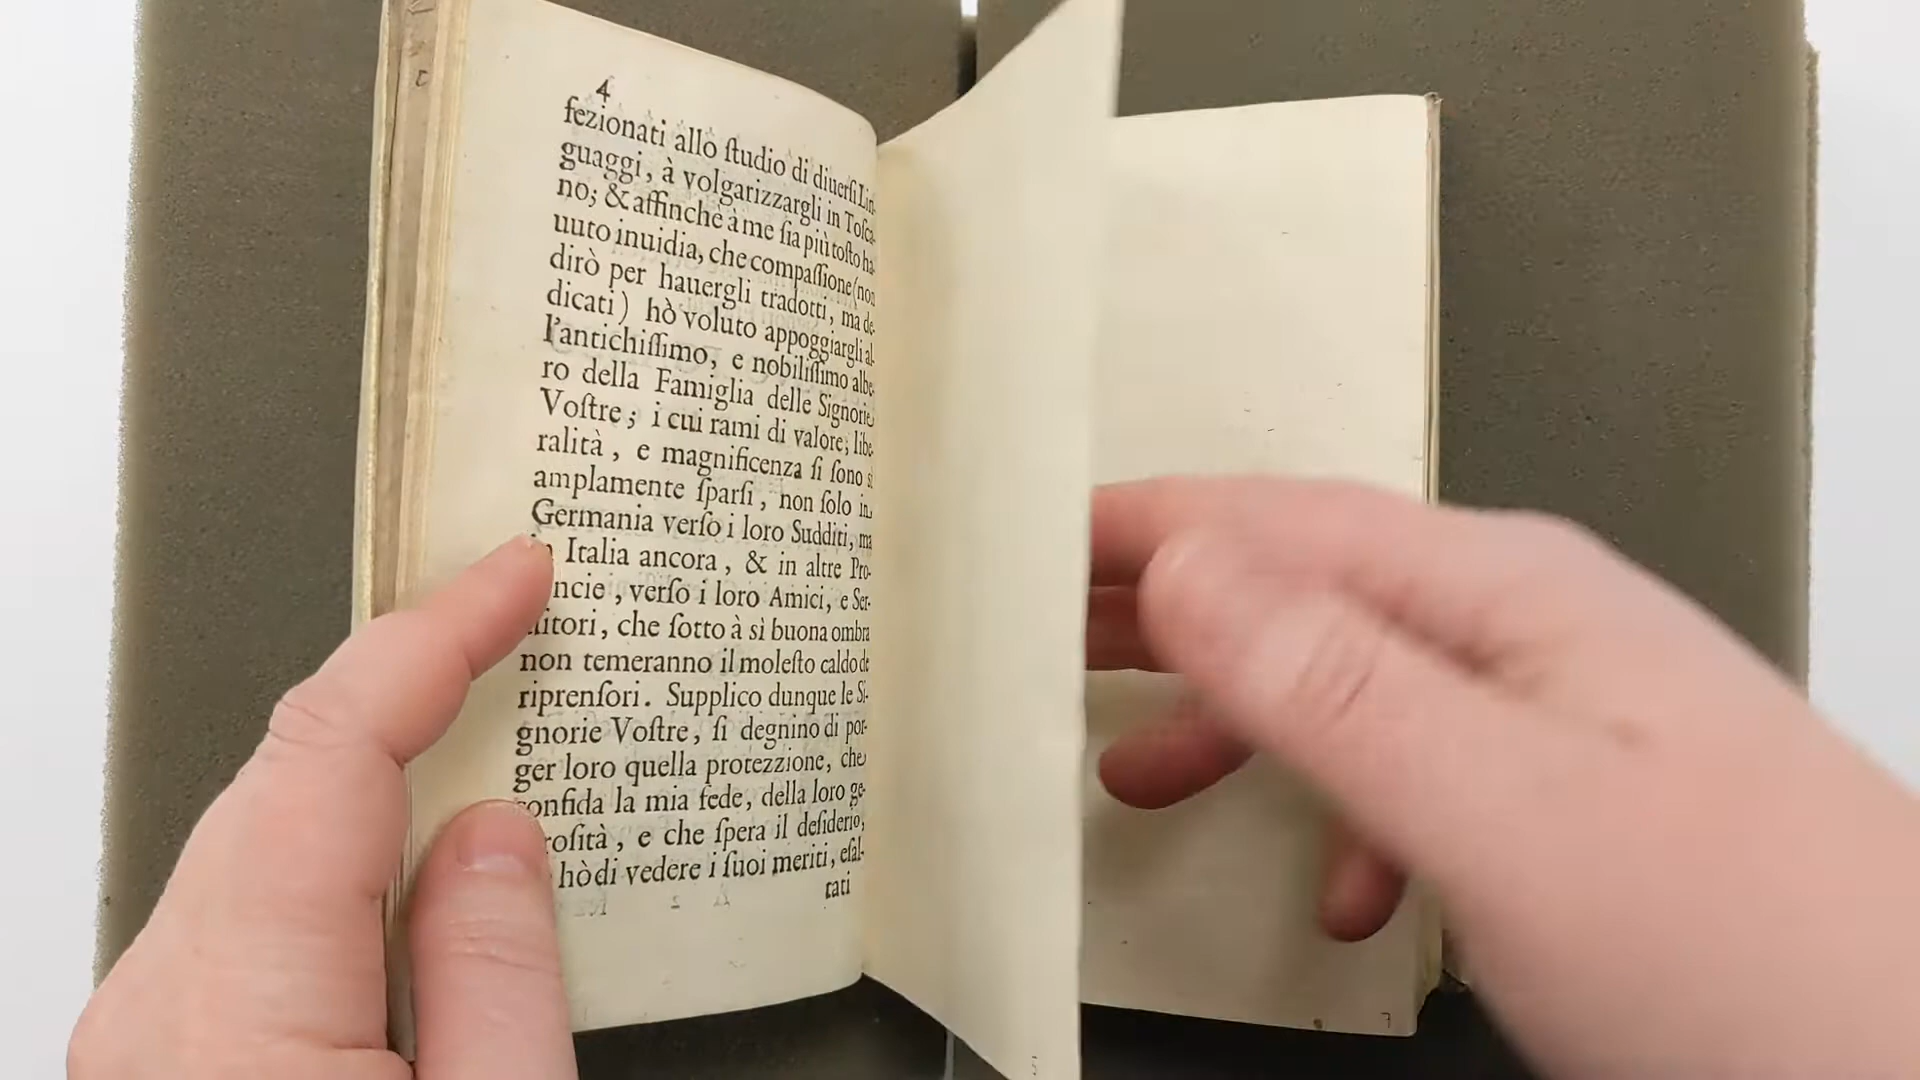 4
fezionati allo ſtudio di diuerſi Lin-
guaggi, à volgarizzargli in Toſca-
no; & affinchè à me ſia più toſto ha-
uuto inuidia, che compaſſione (non
dirò per hauergli tradotti, ma de-
dicati) hò voluto appoggiargli al-
l'antichiſſimo, e nobiliſſimo albe-
ro della Famiglia delle Signorie
Voſtre; i cui rami di valore, libe-
ralità, e magnificenza ſi ſono sì
amplamente ſparſi, non ſolo in
Germania verſo i loro Sudditi, ma
in Italia ancora, & in altre Pro-
ncie, verſo i loro Amici, e Ser-
uitori, che ſotto à sì buona ombra
non temeranno il moleſto caldo de
riprenſori. Supplico dunque le Si-
gnorie Voſtre, ſi degnino di por-
ger loro quella protezzione, che
confida la mia fede, della loro ge-
roſità, e che ſpera il deſiderio,
hò di vedere i ſuoi meriti, eſal-
tati
5
7